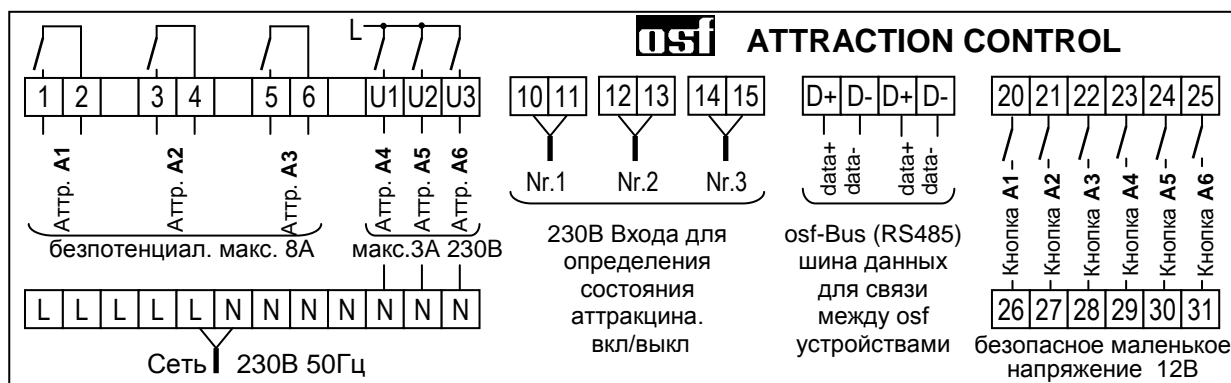 osf ATTRACTION CONTROL
L
1 2 3 4 5 6 U1 U2 U3
Аттр. A1
Аттр. A2
Аттр. A3
Аттр. A4
Аттр. A5
Аттр. A6
безпотенциал. макс. 8А
макс.3А 230В
L L L L L N N N N N N N
Сеть 230В 50Гц
10 11 12 13 14 15
Nr.1 Nr.2 Nr.3
230В Входа для
определения
состояния
аттракцина.
вкл/выкл
D+ D- D+ D-
data+
data-
data+
data-
osf-Bus (RS485)
шина данных
для связи
между osf
устройствами
20 21 22 23 24 25
Кнопка A1
Кнопка A2
Кнопка A3
Кнопка A4
Кнопка A5
Кнопка A6
26 27 28 29 30 31
безопасное маленькое
напряжение 12В